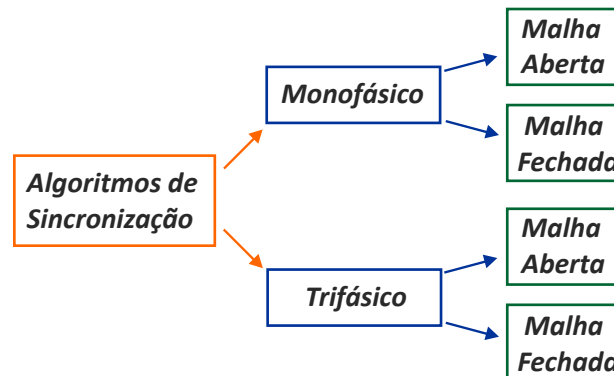 Malha
Aberta
Monofásico
Malha
Fechada
Algoritmos de
Sincronização
Malha
Aberta
Trifásico
Malha
Fechada